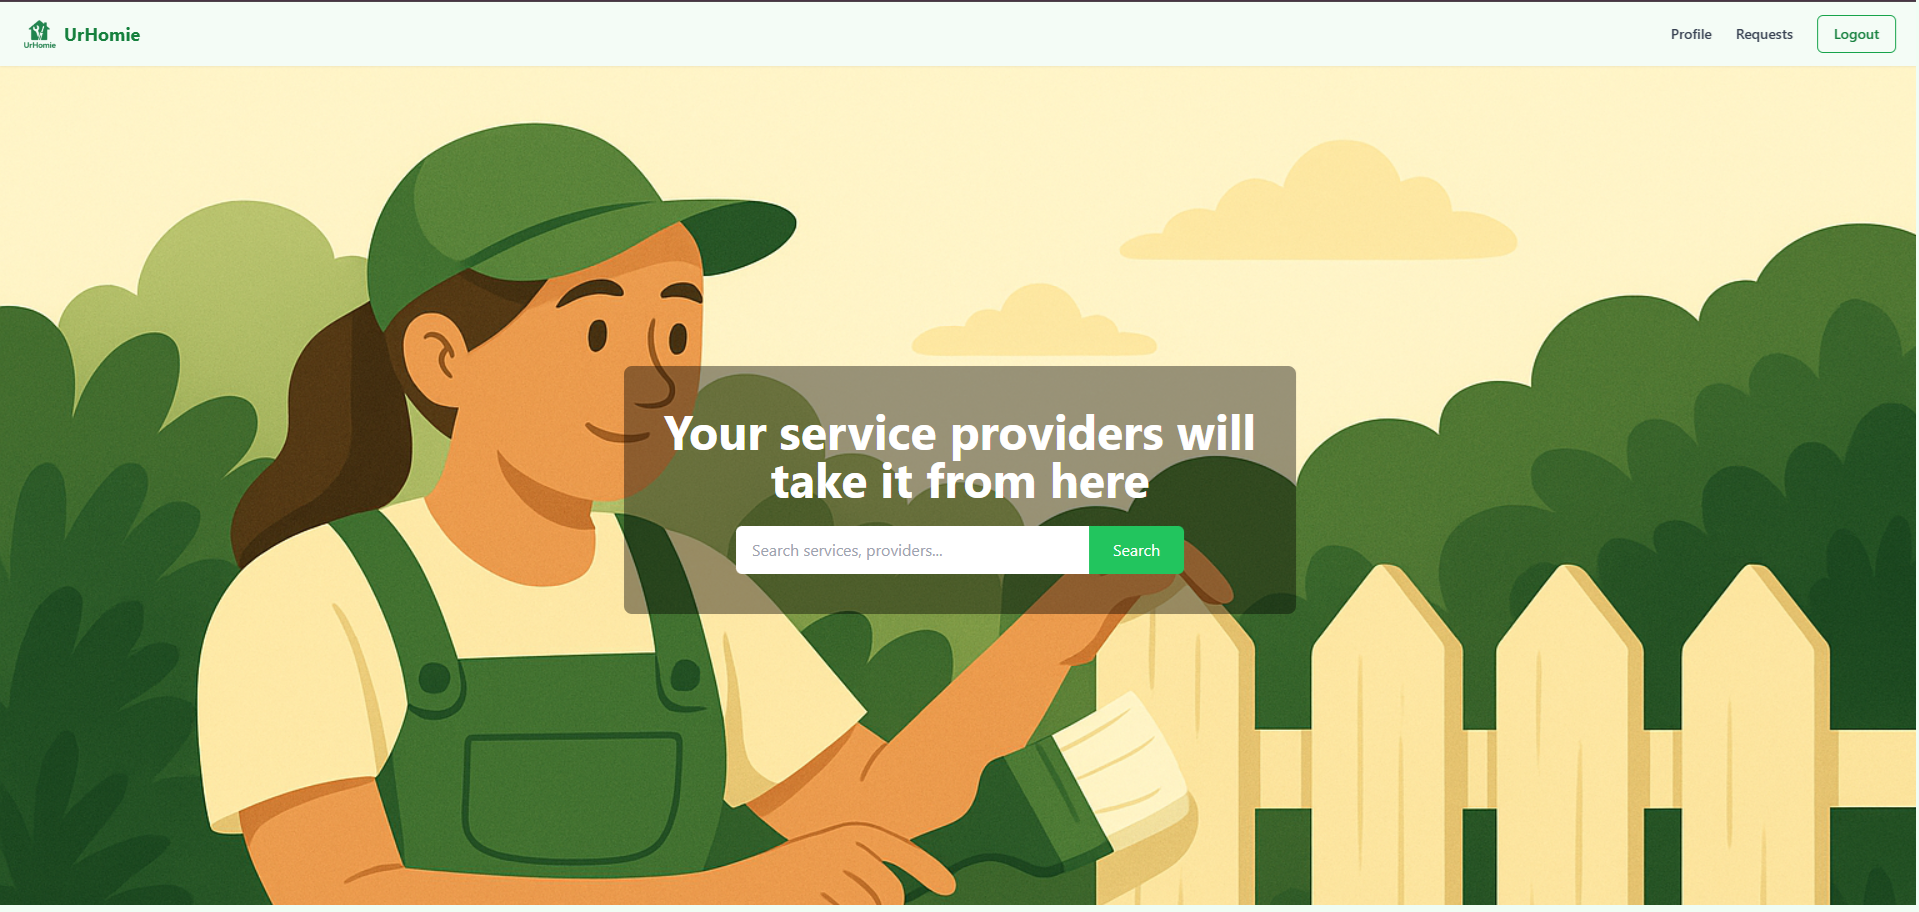 UrHomie
UrHomie
Profile
Requests
Logout
Your service providers will
take it from here
Search services, providers...
Search